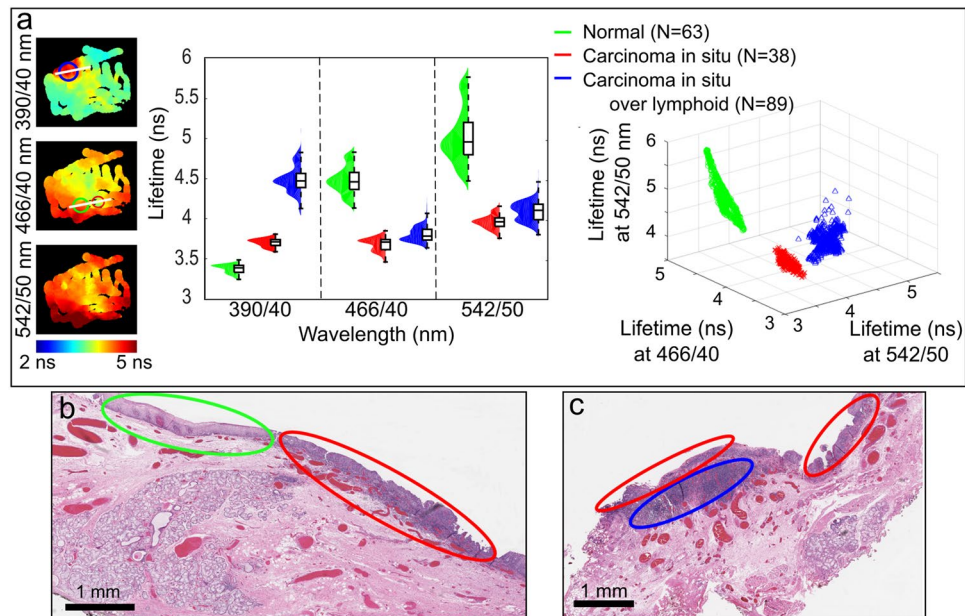 a
390/40 nm
466/40 nm
542/50 nm
2 ns
5 ns
Lifetime (ns)
6
5.5
5
4.5
4
3.5
3
390/40
466/40
542/50
Wavelength (nm)
Normal (N=63)
Carcinoma in situ (N=38)
Carcinoma in situ
over lymphoid (N=89)
Lifetime (ns)
at 542/50 nm
6
5
4
5
4
3
3
4
5
Lifetime (ns)
at 466/40
Lifetime (ns)
at 542/50
b
1 mm
c
1 mm